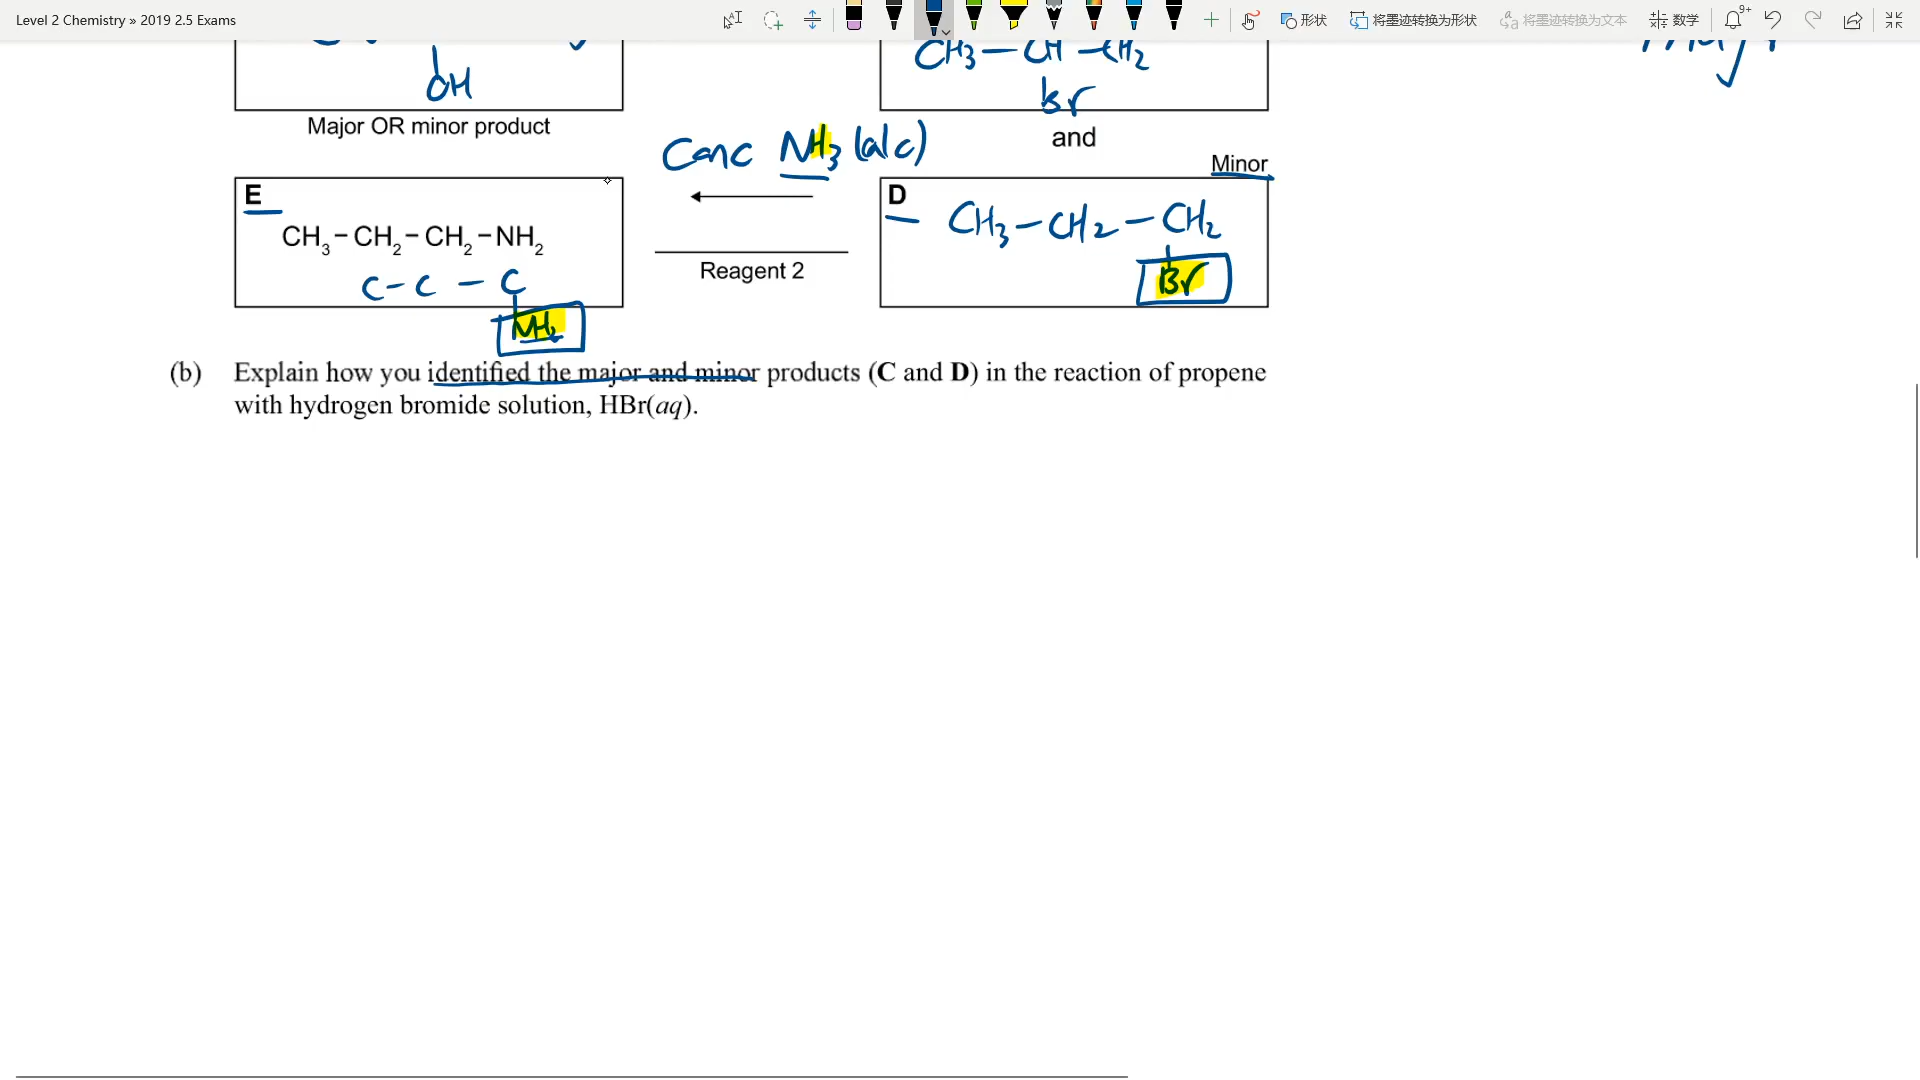 Level 2 Chemistry » 2019 2.5 Exams
9+
形状
将墨迹转换为形状
将墨迹转换为文本
数学
OH
CH3-CH-CH2
Br
Major OR minor product
and
Conc NH3 (alc)
Minor
E
CH3-CH2-CH2-NH2
C-C-C
NH2
Reagent 2
D
CH3-CH2-CH2
Br
(b) Explain how you identified the major and minor products (C and D) in the reaction of propene
with hydrogen bromide solution, HBr(aq).